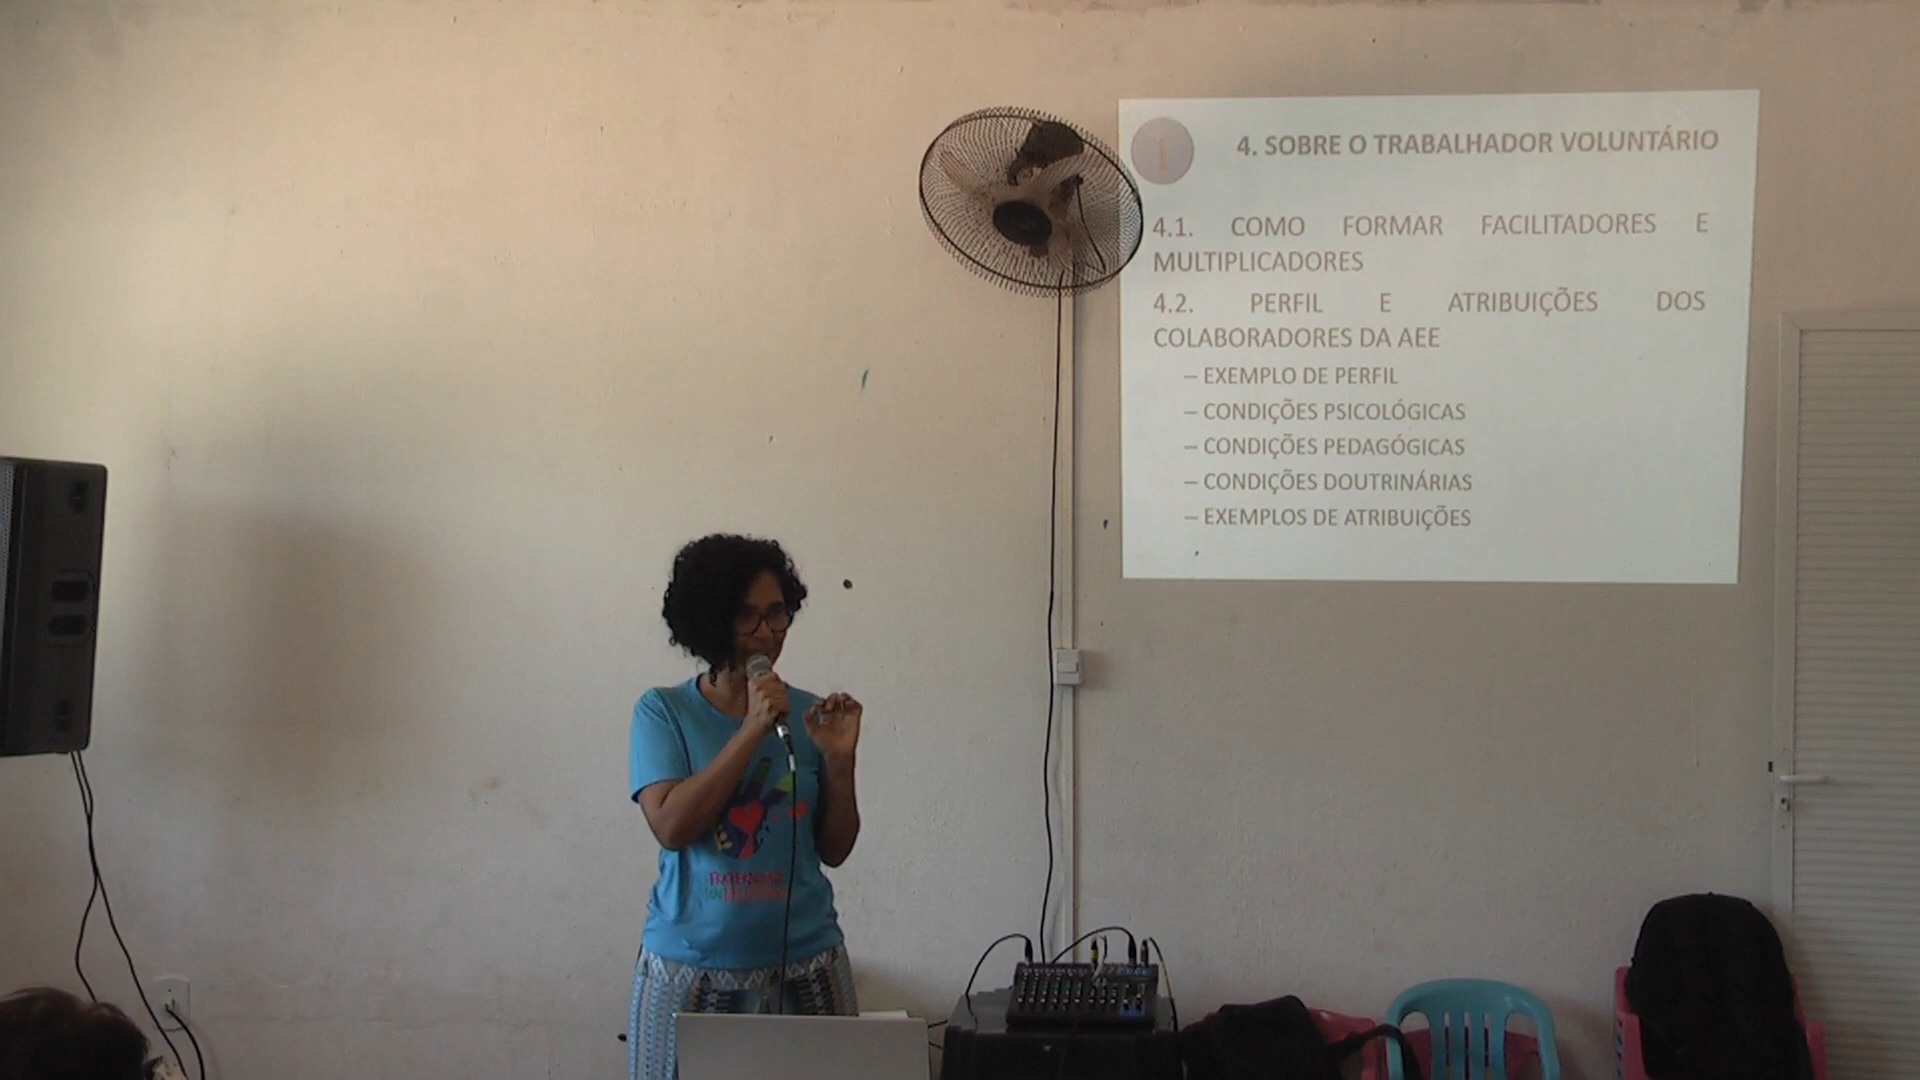 4. SOBRE O TRABALHADOR VOLUNTÁRIO
4.1. COMO FORMAR FACILITADORES E
MULTIPLICADORES
4.2. PERFIL E ATRIBUIÇÕES DOS
COLABORADORES DA AEE
– EXEMPLO DE PERFIL
– CONDIÇÕES PSICOLÓGICAS
– CONDIÇÕES PEDAGÓGICAS
– CONDIÇÕES DOUTRINÁRIAS
– EXEMPLOS DE ATRIBUIÇÕES